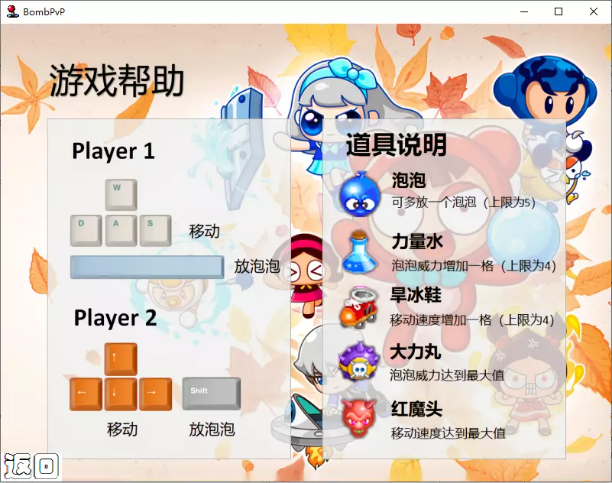 BombPvP
游戏帮助
Player 1
W
D A S
移动
放泡泡
Player 2
↑
← ↓ →
Shift
移动
放泡泡
道具说明
泡泡
可多放一个泡泡（上限为5）
力量水
泡泡威力增加一格（上限为4）
旱冰鞋
移动速度增加一格（上限为4）
大力丸
泡泡威力达到最大值
红魔头
移动速度达到最大值
返回